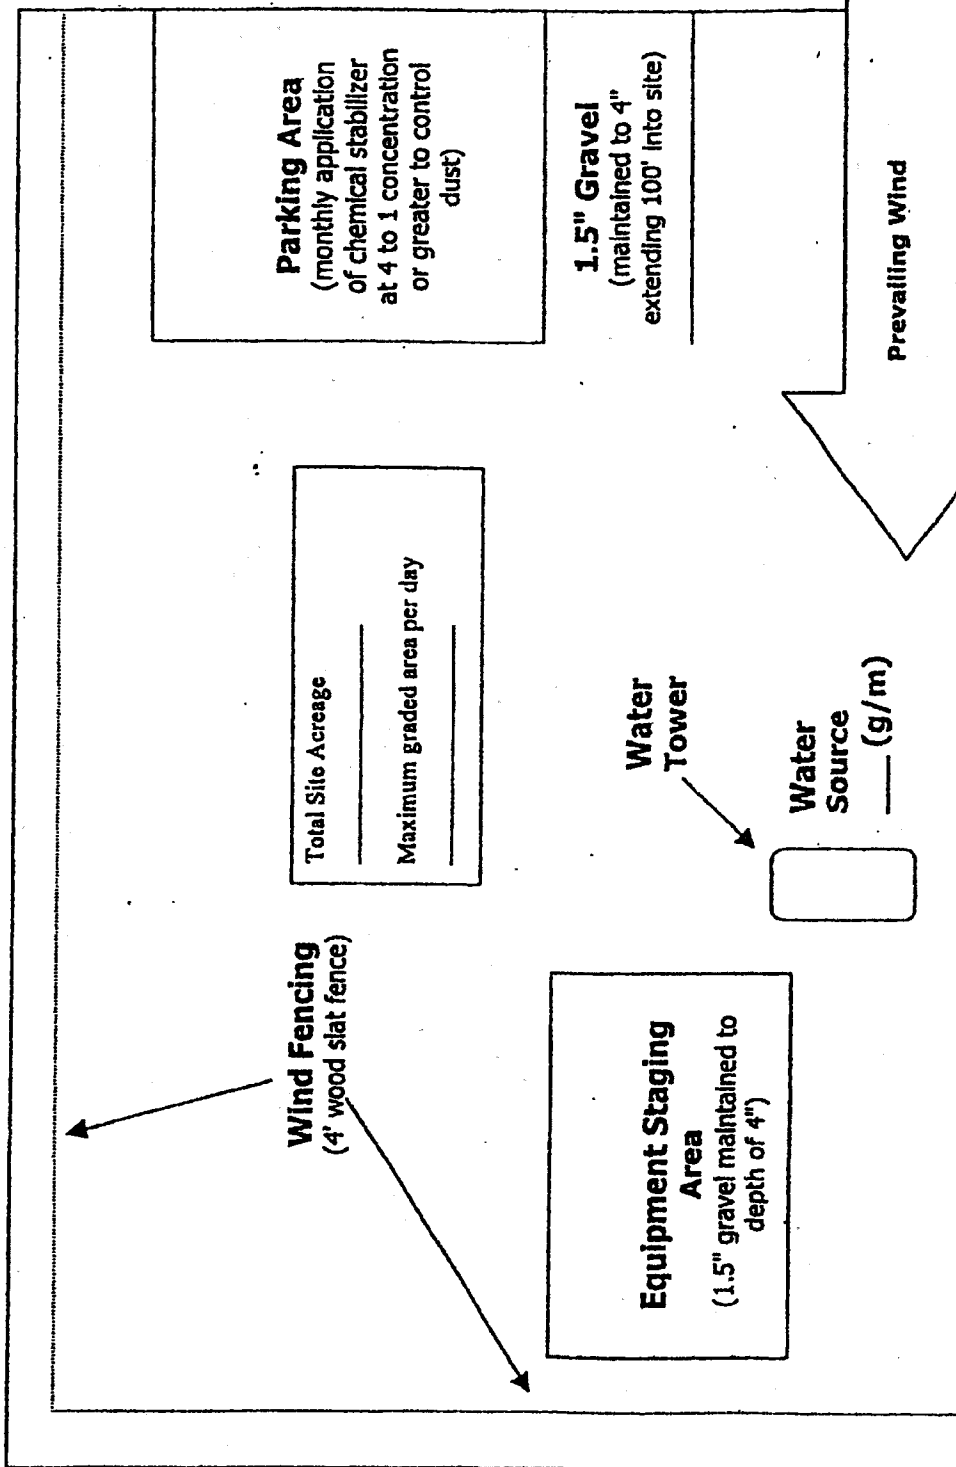 Wind Fencing
(4' wood slat fence)
Total Site Acreage
Maximum graded area per day
Parking Area
(monthly application
of chemical stabilizer
at 4 to 1 concentration
or greater to control
dust)
Equipment Staging
Area
(1.5" gravel maintained to
depth of 4")
Water
Tower
Water
Source
____ (g/m)
1.5" Gravel
(maintained to 4"
extending 100' into site)
Prevailing Wind